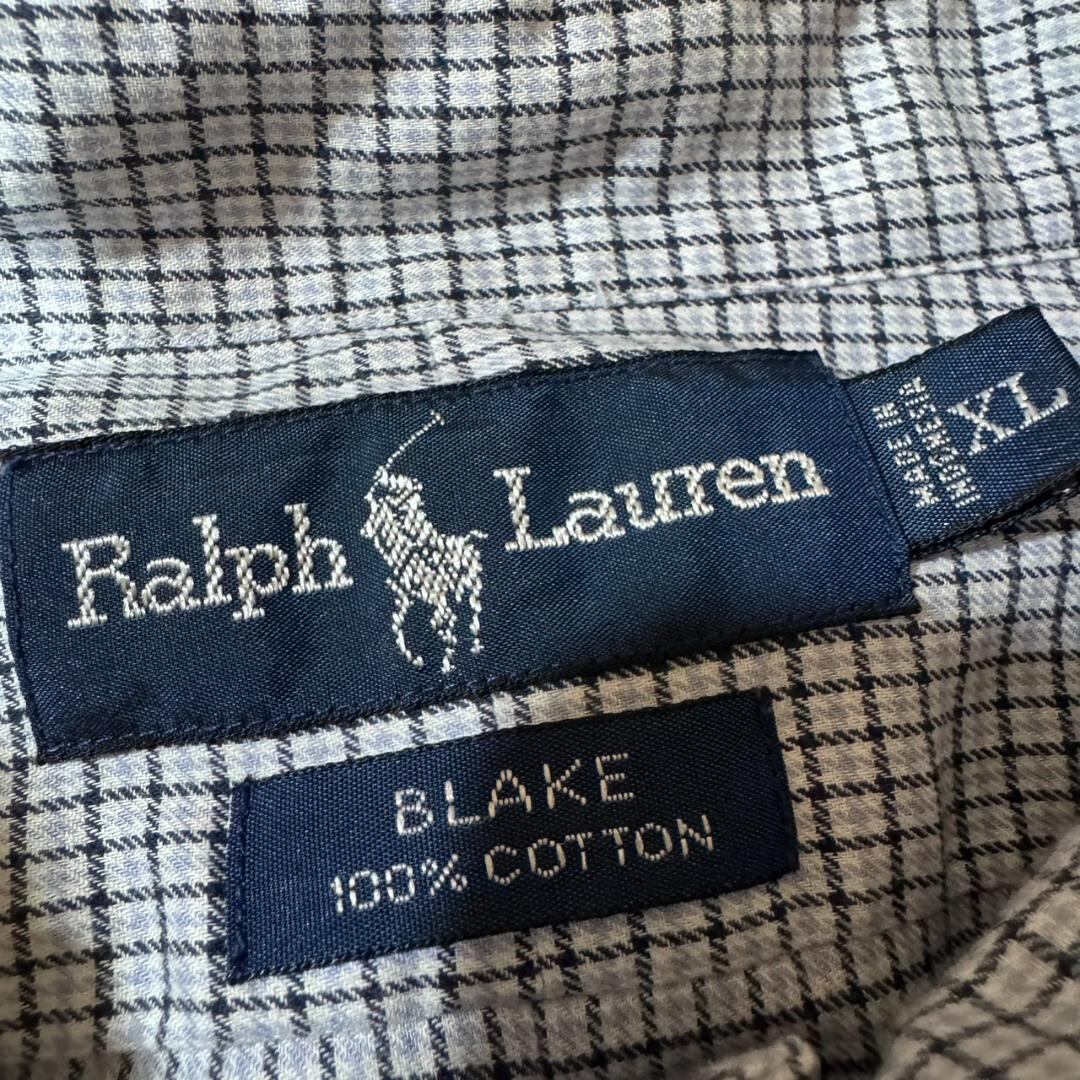 Ralph Lauren
XL
MADE IN
INDONESIA
BLAKE
100% COTTON